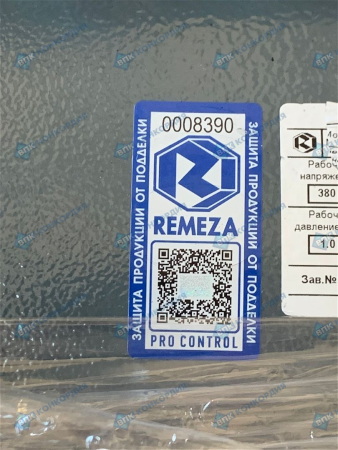 0008390
ЗАЩИТА ПРОДУКЦИИ ОТ ПОДДЕЛКИ
ЗАЩИТА ПРОДУКЦИИ ОТ ПОДДЕЛКИ
REMEZA
PRO CONTROL
Рабоч
напряже
380
Рабоч
давление
1.0
Зав.№